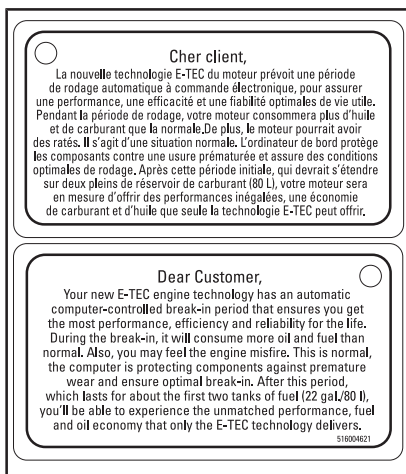 Cher client,
La nouvelle technologie E-TEC du moteur prévoit une période
de rodage automatique à commande électronique, pour assurer
une performance, une efficacité et une fiabilité optimales de vie utile.
Pendant la période de rodage, votre moteur consommera plus d'huile
et de carburant que la normale.De plus, le moteur pourrait avoir
des ratés. Il s'agit d'une situation normale. L'ordinateur de bord protège
les composants contre une usure prématurée et assure des conditions
optimales de rodage. Après cette période initiale, qui devrait s'étendre
sur deux pleins de réservoir de carburant (80 L), votre moteur sera
en mesure d'offrir des performances inégalées, une économie
de carburant et d'huile que seule la technologie E-TEC peut offrir.
Dear Customer,
Your new E-TEC engine technology has an automatic
computer-controlled break-in period that ensures you get
the most performance, efficiency and reliability for the life.
During the break-in, it will consume more oil and fuel than
normal. Also, you may feel the engine misfire. This is normal,
the computer is protecting components against premature
wear and ensure optimal break-in. After this period,
which lasts for about the first two tanks of fuel (22 gal./80 l),
you'll be able to experience the unmatched performance, fuel
and oil economy that only the E-TEC technology delivers.
516004621